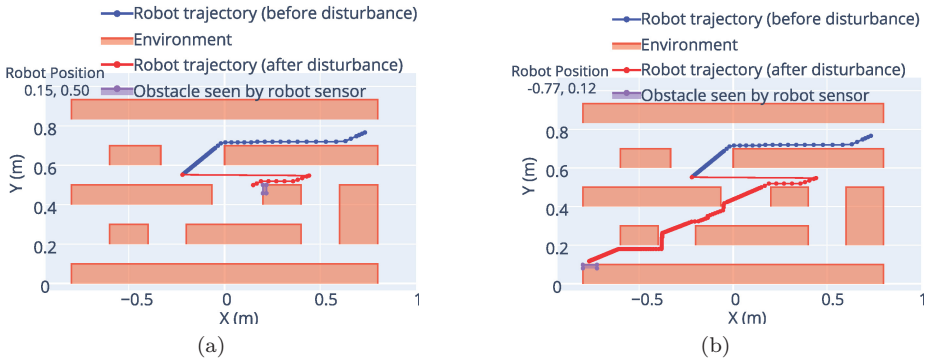 Robot trajectory (before disturbance)
Environment
Robot trajectory (after disturbance)
Obstacle seen by robot sensor
Robot Position
0.15, 0.50
Y (m)
0.8
0.6
0.4
0.2
0
−0.5
0
0.5
1
X (m)
(a)
Robot trajectory (before disturbance)
Environment
Robot trajectory (after disturbance)
Obstacle seen by robot sensor
Robot Position
-0.77, 0.12
Y (m)
0.8
0.6
0.4
0.2
0
−0.5
0
0.5
1
X (m)
(b)